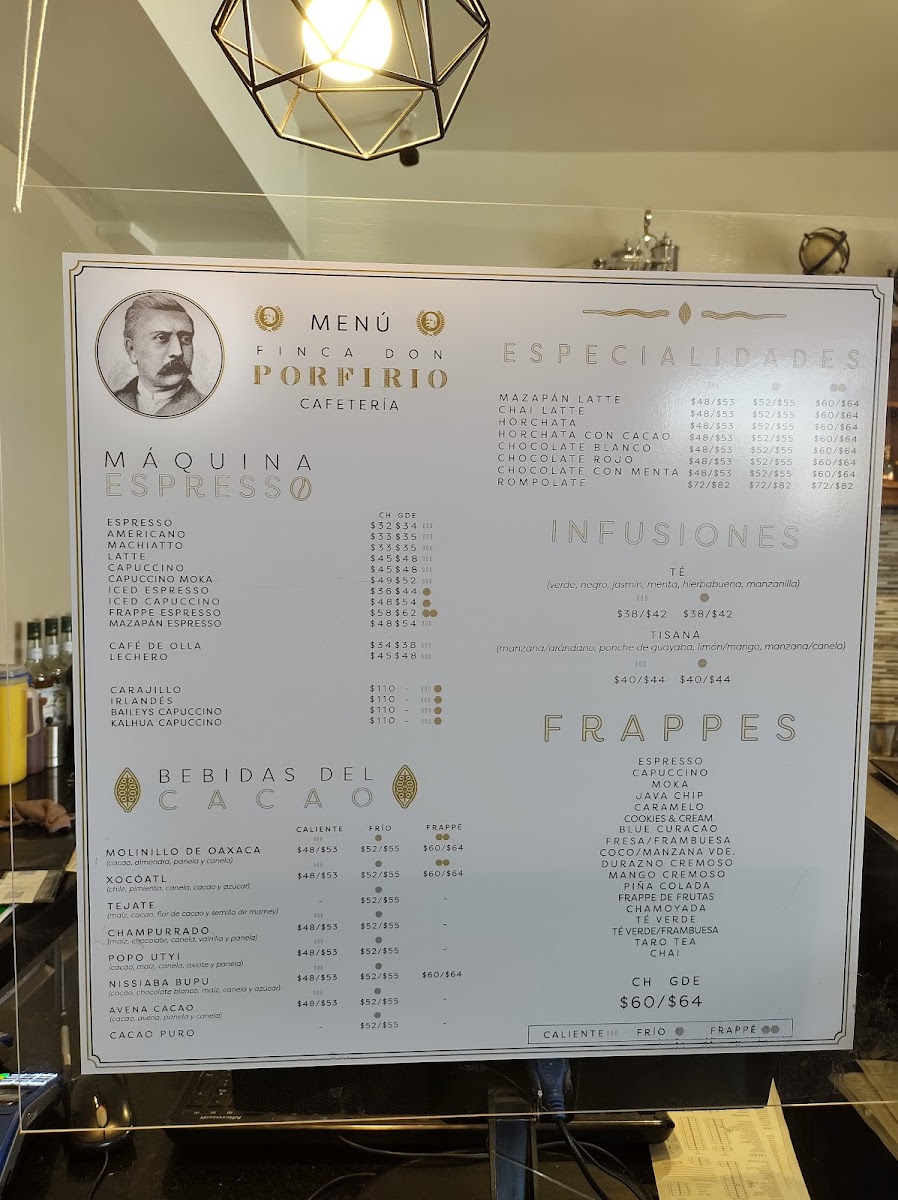 MENÚ
FINCA DON
PORFIRIO
CAFETERÍA
MÁQUINA
ESPRESSO
CH GDE
ESPRESSO $32 $34
AMERICANO $33 $35
MACHIATTO $33 $35
LATTE $45 $48
CAPUCCINO $45 $48
CAPUCCINO MOKA $49 $52
ICED ESPRESSO $36 $44
ICED CAPUCCINO $48 $54
FRAPPE ESPRESSO $58 $62
MAZAPÁN ESPRESSO $48 $54
CAFÉ DE OLLA $34 $38
LECHERO $45 $48
CARAJILLO $110 -
IRLANDÉS $110 -
BAILEYS CAPUCCINO $110 -
KALHUA CAPUCCINO $110 -
BEBIDAS DEL
CACAO
CALIENTE FRÍO FRAPPÉ
MOLINILLO DE OAXACA $48/$53 $52/$55 $60/$64
(cacao, almendra, panela y canela)
XOCÓATL $48/$53 $52/$55 $60/$64
(chile, pimienta, canela, cacao y azúcar)
TEJATE - $52/$55 -
(maíz, cacao, flor de cacao y semilla de mamey)
CHAMPURRADO $48/$53 $52/$55 -
(maíz, chocolate, canela, vainilla y panela)
POPO UTYI $48/$53 $52/$55 -
(cacao, maíz, canela, axiote y panela)
NISSIABA BUPU $48/$53 $52/$55 $60/$64
(cacao, chocolate blanco, maíz, canela y azúcar)
AVENA CACAO $48/$53 $52/$55 -
(cacao, avena, panela y canela)
CACAO PURO - $52/$55 -
ESPECIALIDADES
MAZAPÁN LATTE $48/$53 $52/$55 $60/$64
CHAI LATTE $48/$53 $52/$55 $60/$64
HORCHATA $48/$53 $52/$55 $60/$64
HORCHATA CON CACAO $48/$53 $52/$55 $60/$64
CHOCOLATE BLANCO $48/$53 $52/$55 $60/$64
CHOCOLATE ROJO $48/$53 $52/$55 $60/$64
CHOCOLATE CON MENTA $48/$53 $52/$55 $60/$64
ROMPOLATE $72/$82 $72/$82 $72/$82
INFUSIONES
TÉ
(verde, negro, jasmín, menta, hierbabuena, manzanilla)
$38/$42 $38/$42
TISANA
(manzana/arándano, ponche de guayaba, limón/mango, manzana/canela)
$40/$44 $40/$44
FRAPPES
ESPRESSO
CAPUCCINO
MOKA
JAVA CHIP
CARAMELO
COOKIES & CREAM
BLUE CURACAO
FRESA/FRAMBUESA
COCO/MANZANA VDE.
DURAZNO CREMOSO
MANGO CREMOSO
PIÑA COLADA
FRAPPE DE FRUTAS
CHAMOYADA
TÉ VERDE
TÉ VERDE/FRAMBUESA
TARO TEA
CHAI
CH GDE
$60/$64
CALIENTE FRÍO FRAPPÉ
Microsoft